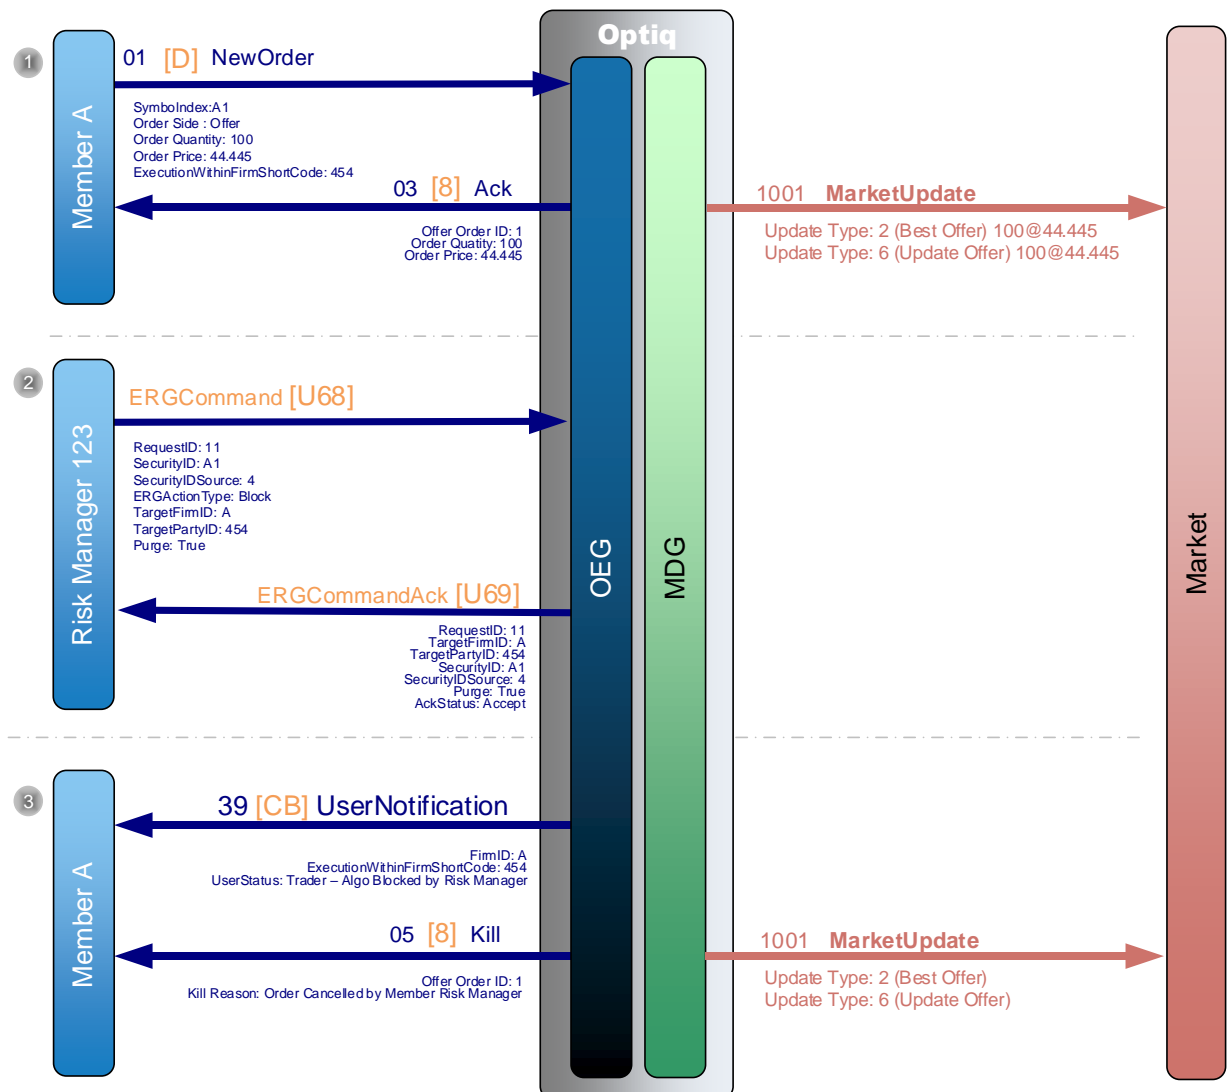 Optiq
1
Member A
01 [D] NewOrder
SymbolIndex:A1
Order Side : Offer
Order Quantity: 100
Order Price: 44.445
ExecutionWithinFirmShortCode: 454
03 [8] Ack
Offer Order ID: 1
Order Quatity: 100
Order Price: 44.445
1001 MarketUpdate
Update Type: 2 (Best Offer) 100@44.445
Update Type: 6 (Update Offer) 100@44.445
2
Risk Manager 123
ERGCommand [U68]
RequestID: 11
SecurityID: A1
SecurityIDSource: 4
ERGActionType: Block
TargetFirmID: A
TargetPartyID: 454
Purge: True
ERGCommandAck [U69]
RequestID: 11
TargetFirmID: A
TargetPartyID: 454
SecurityID: A1
SecurityIDSource: 4
Purge: True
AckStatus: Accept
OEG
MDG
Market
3
Member A
39 [CB] UserNotification
FirmID: A
ExecutionWithinFirmShortCode: 454
UserStatus: Trader – Algo Blocked by Risk Manager
05 [8] Kill
Offer Order ID: 1
Kill Reason: Order Cancelled by Member Risk Manager
1001 MarketUpdate
Update Type: 2 (Best Offer)
Update Type: 6 (Update Offer)